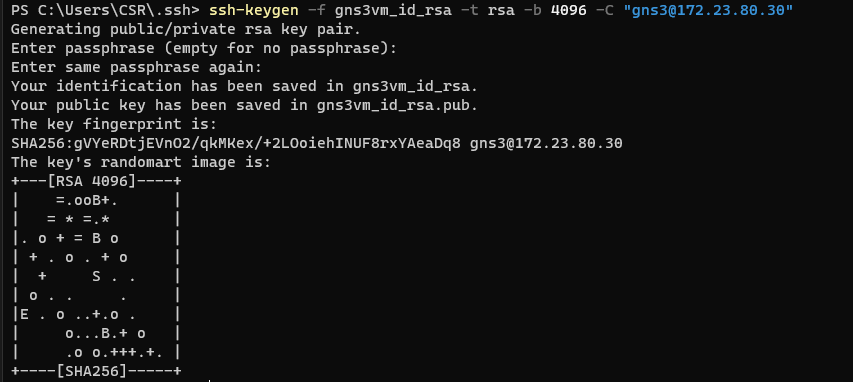 PS C:\Users\CSR\.ssh> ssh-keygen -f gns3vm_id_rsa -t rsa -b 4096 -C "gns3@172.23.80.30"
Generating public/private rsa key pair.
Enter passphrase (empty for no passphrase):
Enter same passphrase again:
Your identification has been saved in gns3vm_id_rsa.
Your public key has been saved in gns3vm_id_rsa.pub.
The key fingerprint is:
SHA256:gVYeRDtjEVnO2/qkMKex/+2LOoiehINUF8rxYAeaDq8 gns3@172.23.80.30
The key's randomart image is:
+---[RSA 4096]----+
|    =.ooB+.      |
|   = * =.*       |
|. o + = B o      |
| + . o . + o     |
|  +     S . .    |
| o . .     .     |
|E . o ..+.o .    |
|     o...B.+ o   |
|     .o o.+++.+. |
+----[SHA256]-----+